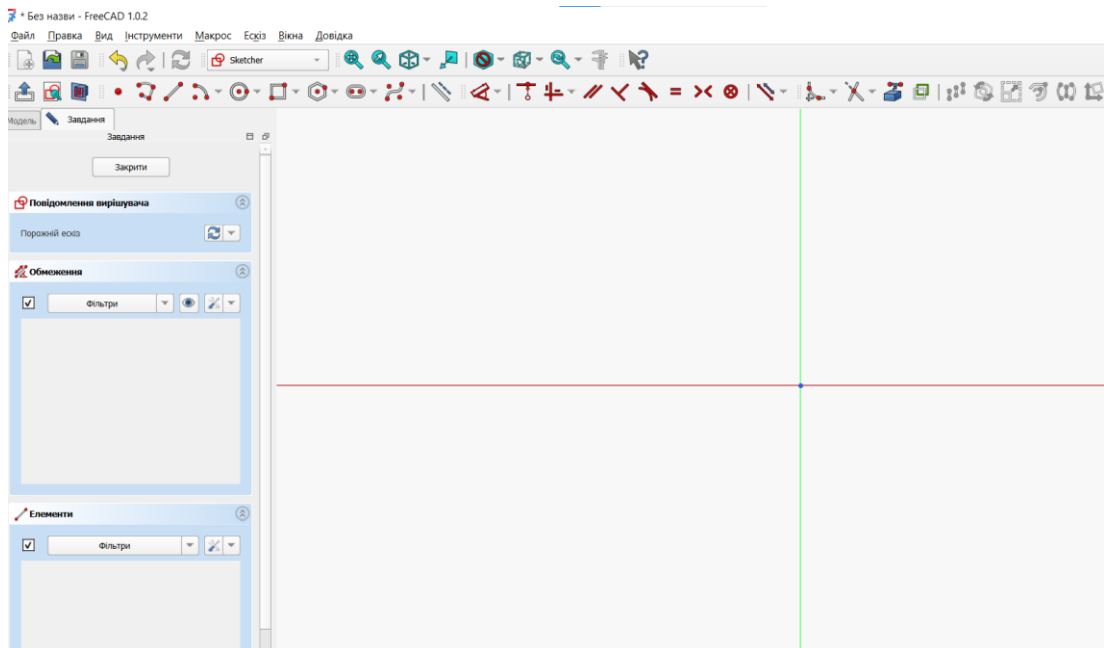 * Без назви - FreeCAD 1.0.2
Файл Правка Вид Інструменти Макрос Ескіз Вікна Довідка
Sketcher
Модель Завдання
Завдання
Закрити
Повідомлення вирішувача
Порожній ескіз
Обмеження
Фільтри
Елементи
Фільтри